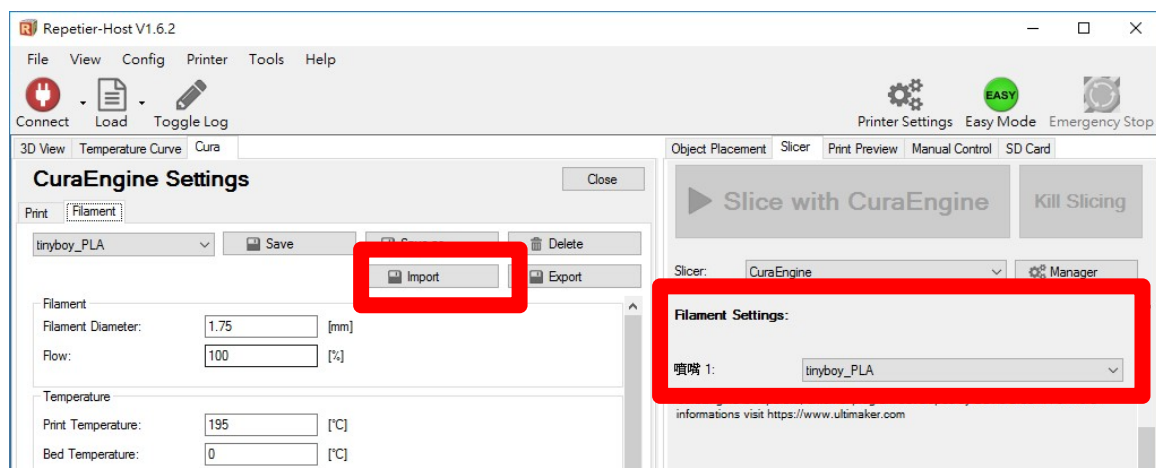 Repetier-Host V1.6.2
File View Config Printer Tools Help
Connect Load Toggle Log
Printer Settings Easy Mode Emergency Stop
EASY
3D View Temperature Curve Cura
CuraEngine Settings
Close
Print Filament
tinyboy_PLA Save Delete
Import Export
Filament
Filament Diameter: 1.75 [mm]
Flow: 100 [%]
Temperature
Print Temperature: 195 [°C]
Bed Temperature: 0 [°C]
Object Placement Slicer Print Preview Manual Control SD Card
Slice with CuraEngine
Kill Slicing
Slicer: CuraEngine Manager
Filament Settings:
噴嘴 1: tinyboy_PLA
informations visit https://www.ultimaker.com